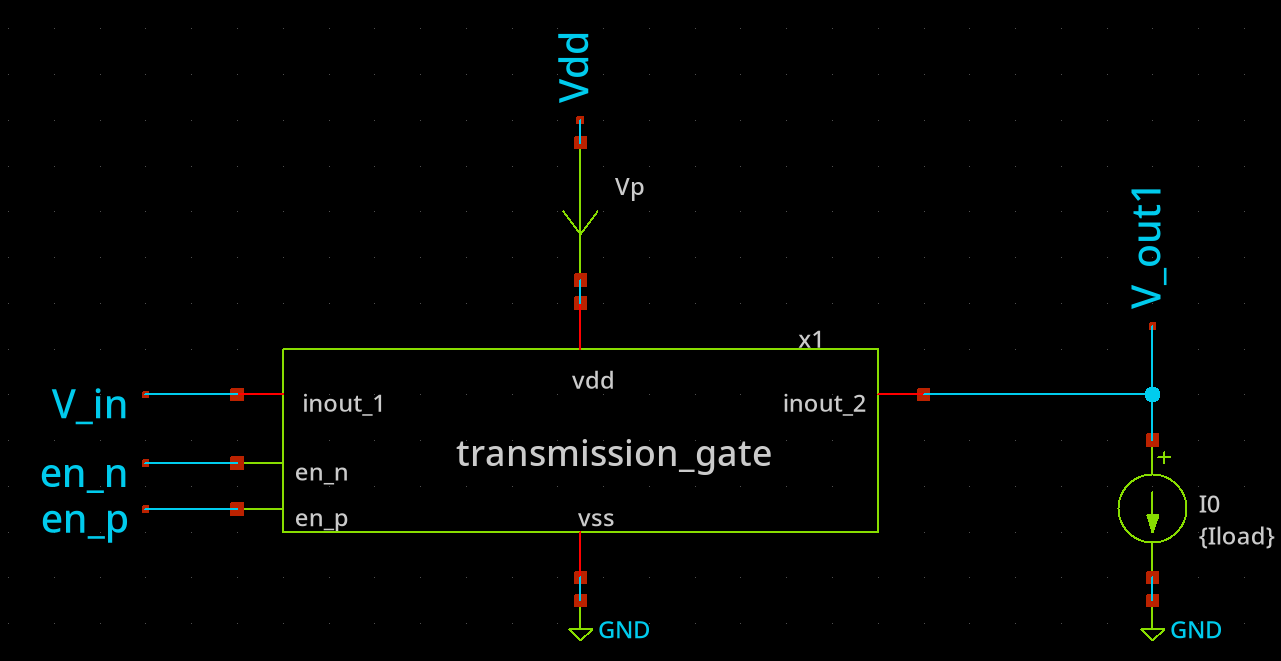 Vdd
Vp
V_out1
x1
vdd
V_in
inout_1
inout_2
transmission_gate
en_n
en_n
en_p
en_p
vss
+
I0
{Iload}
GND
GND